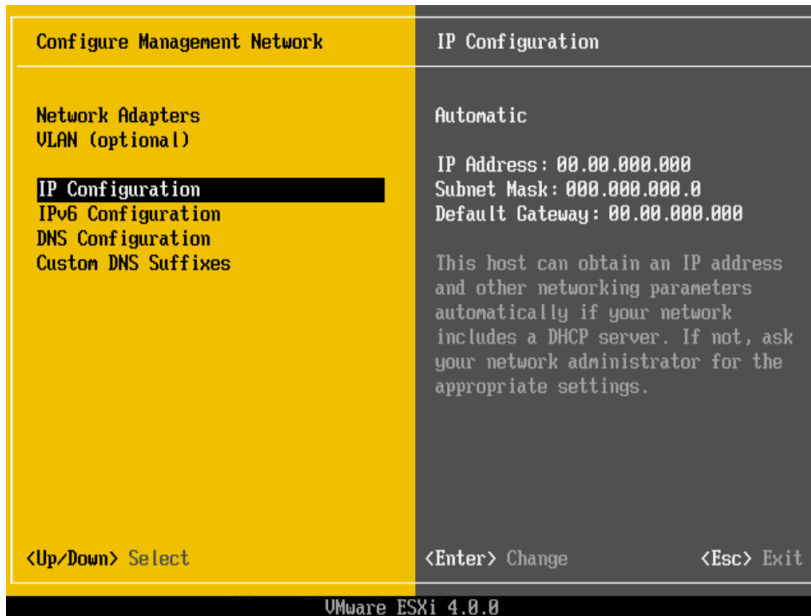 Configure Management Network
Network Adapters
VLAN (optional)
IP Configuration
IPv6 Configuration
DNS Configuration
Custom DNS Suffixes
IP Configuration
Automatic
IP Address: 00.00.000.000
Subnet Mask: 000.000.000.0
Default Gateway: 00.00.000.000
This host can obtain an IP address
and other networking parameters
automatically if your network
includes a DHCP server. If not, ask
your network administrator for the
appropriate settings.
<Up/Down> Select
<Enter> Change
<Esc> Exit
VMware ESXi 4.0.0